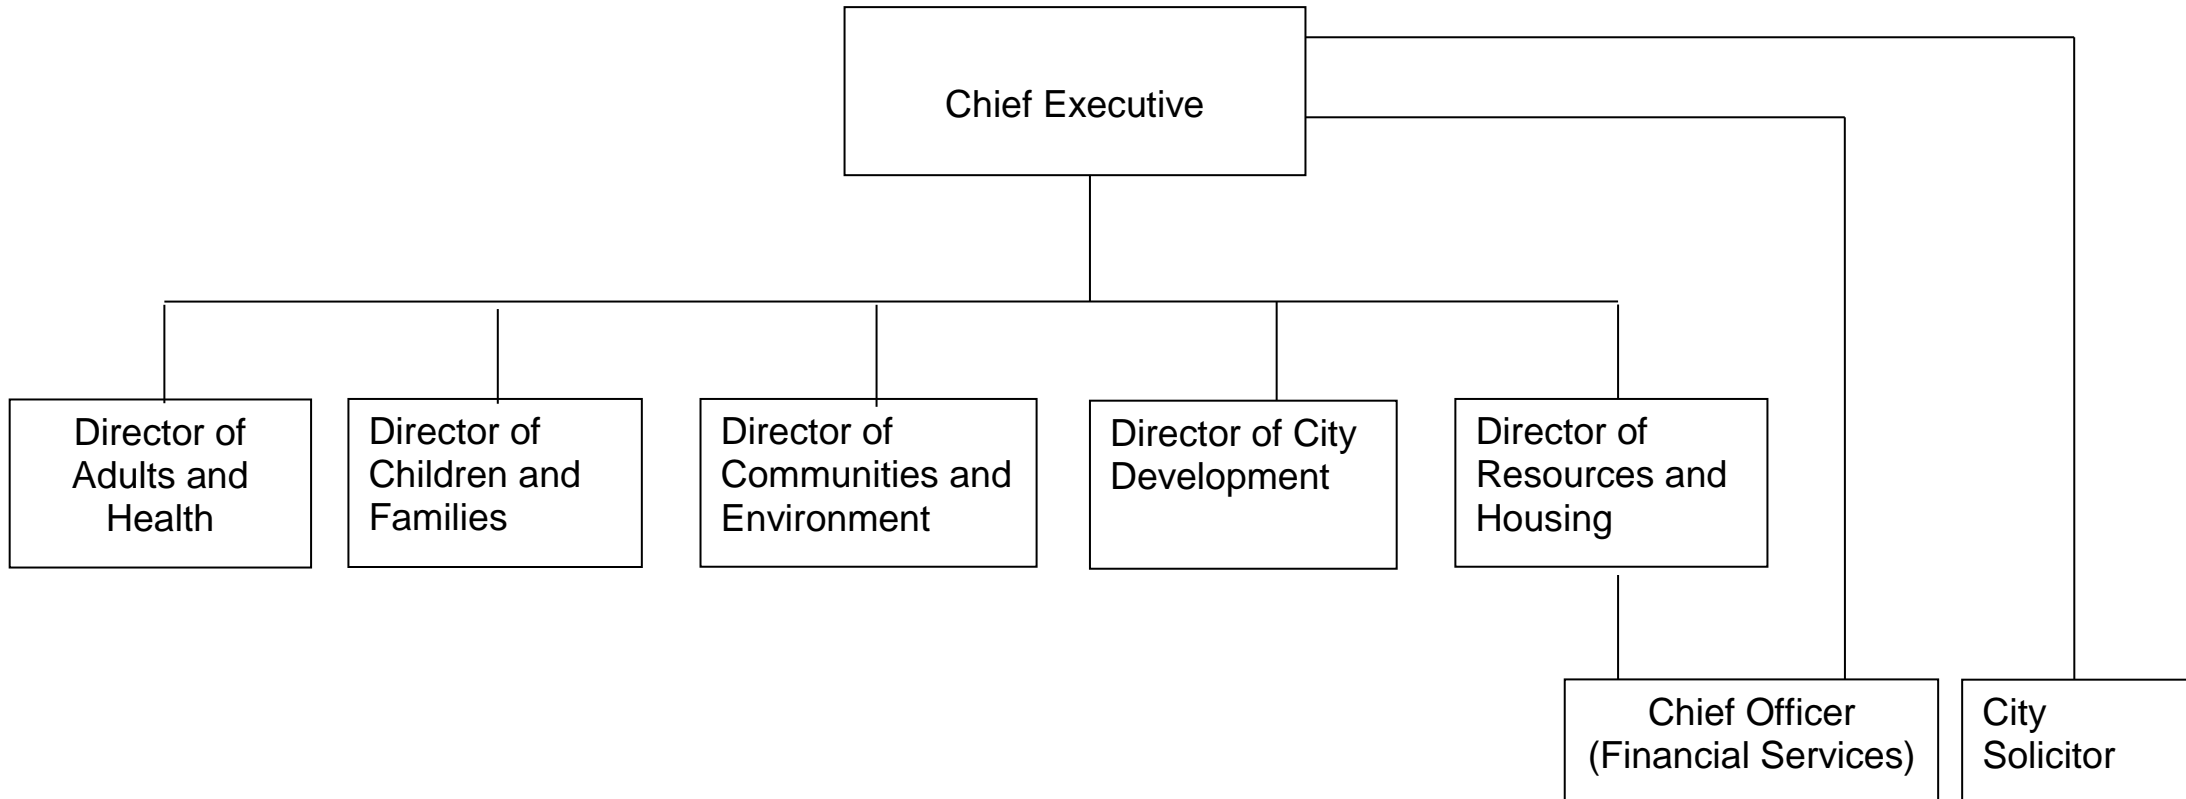 Chief Executive
Director of
Adults and
Health
Director of
Children and
Families
Director of
Communities and
Environment
Director of City
Development
Director of
Resources and
Housing
Chief Officer
(Financial Services)
City
Solicitor